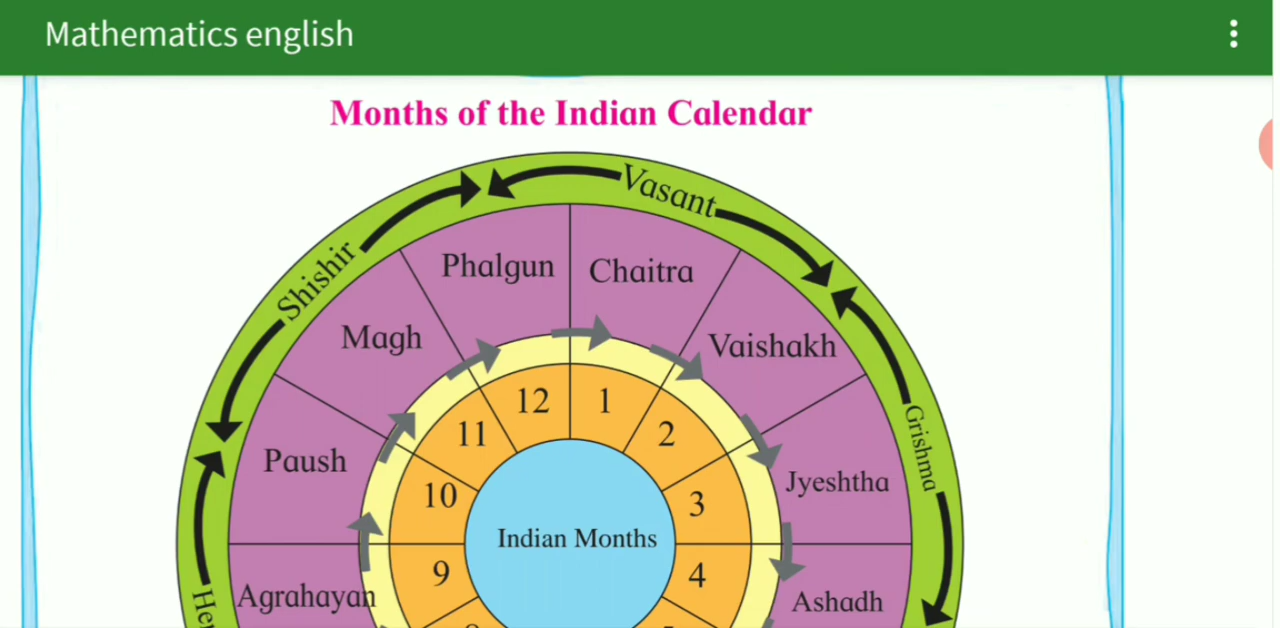 Mathematics english
Months of the Indian Calendar
Vasant
Shishir
Grishma
Phalgun
Chaitra
Magh
Vaishakh
Paush
Jyeshtha
Agrahayan
Ashadh
12
1
11
2
10
3
9
4
Indian Months